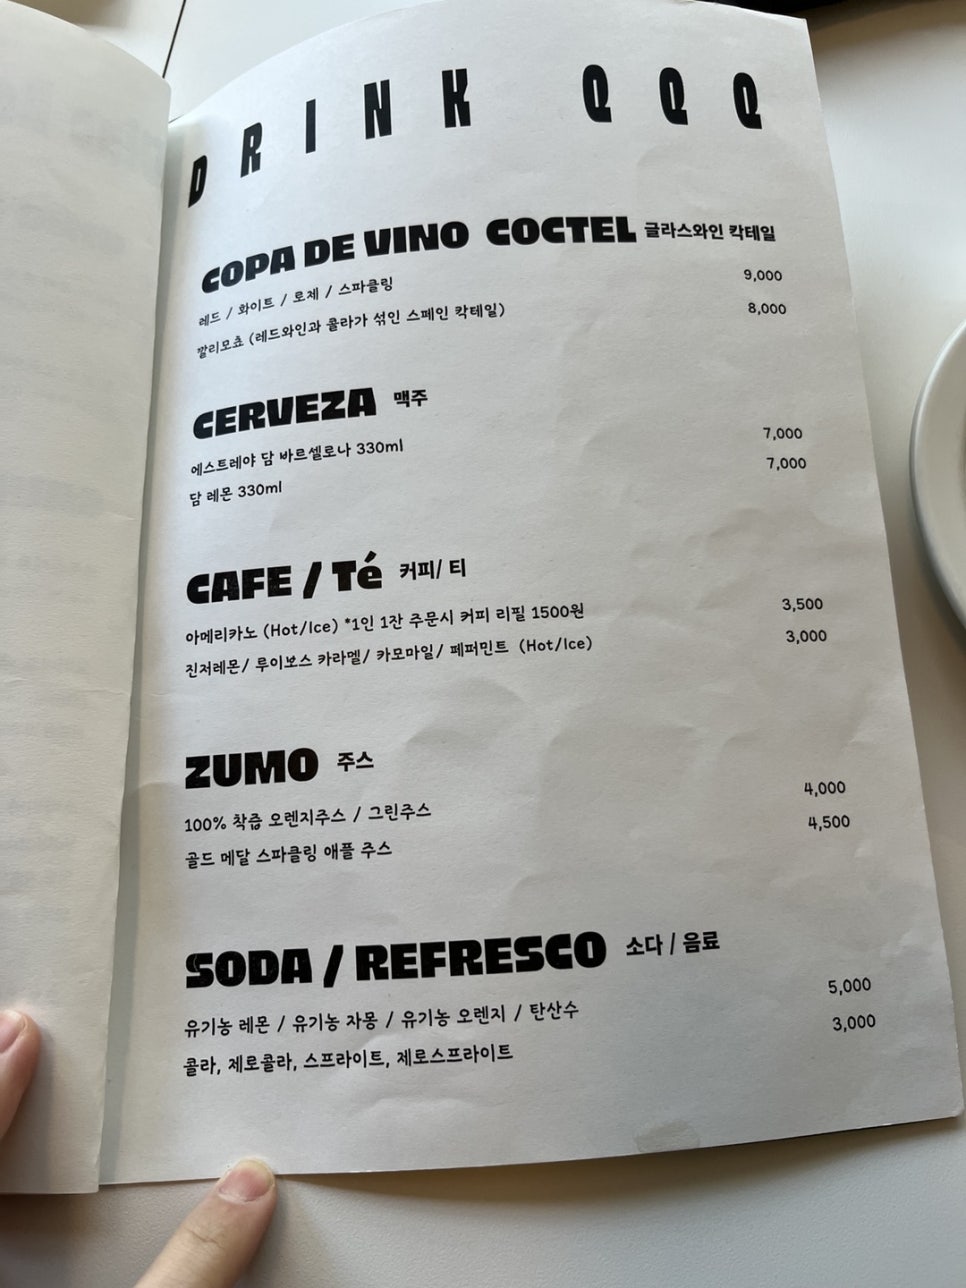 DRINK QQQ
COPA DE VINO COCTEL 글라스와인 칵테일
레드 / 화이트 / 로제 / 스파클링 9,000
깔리모쵸 (레드와인과 콜라가 섞인 스페인 칵테일) 8,000
CERVEZA 맥주
에스트레야 담 바르셀로나 330ml 7,000
담 레몬 330ml 7,000
CAFE / Té 커피/ 티
아메리카노 (Hot/Ice) *1인 1잔 주문시 커피 리필 1500원 3,500
진저레몬/ 루이보스 카라멜/ 카모마일/ 페퍼민트 (Hot/Ice) 3,000
ZUMO 주스
100% 착즙 오렌지주스 / 그린주스 4,000
골드 메달 스파클링 애플 주스 4,500
SODA / REFRESCO 소다 / 음료
유기농 레몬 / 유기농 자몽 / 유기농 오렌지 / 탄산수 5,000
콜라, 제로콜라, 스프라이트, 제로스프라이트 3,000